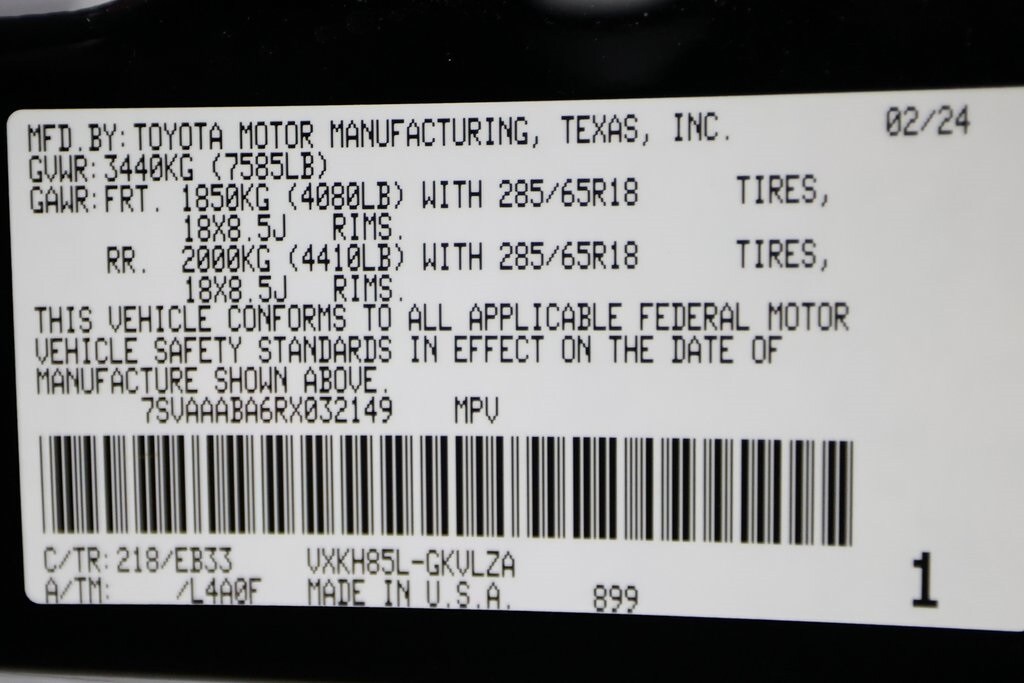 MFD.BY:TOYOTA MOTOR MANUFACTURING, TEXAS, INC. 02/24
GVWR:3440KG (7585LB)
GAWR:FRT. 1850KG (4080LB) WITH 285/65R18 TIRES,
18X8.5J RIMS.
RR. 2000KG (4410LB) WITH 285/65R18 TIRES,
18X8.5J RIMS.
THIS VEHICLE CONFORMS TO ALL APPLICABLE FEDERAL MOTOR
VEHICLE SAFETY STANDARDS IN EFFECT ON THE DATE OF
MANUFACTURE SHOWN ABOVE.
7SVAAABA6RX032149 MPV
C/TR:218/EB33 VXKH85L-GKVLZA
A/TM: /L4A0F MADE IN U.S.A. 899
1